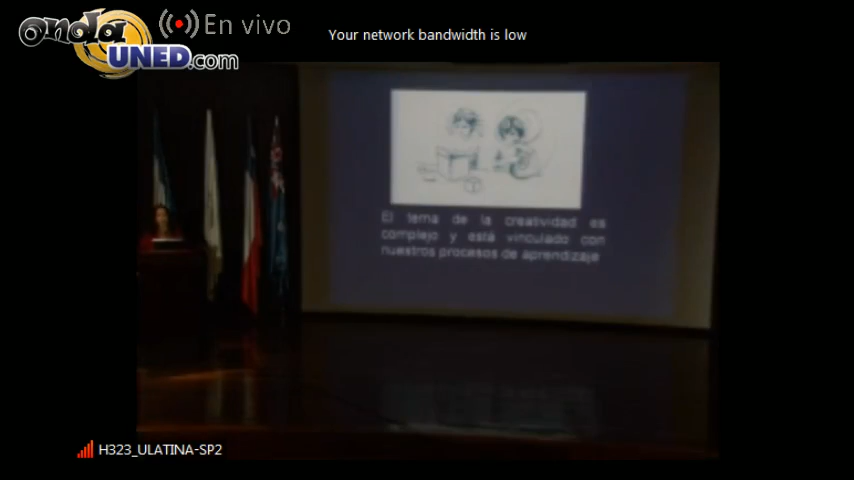 onda
UNED.com
En vivo
Your network bandwidth is low
El tema de la creatividad es
complejo y está vinculado con
nuestros procesos de aprendizaje
H323_ULATINA-SP2